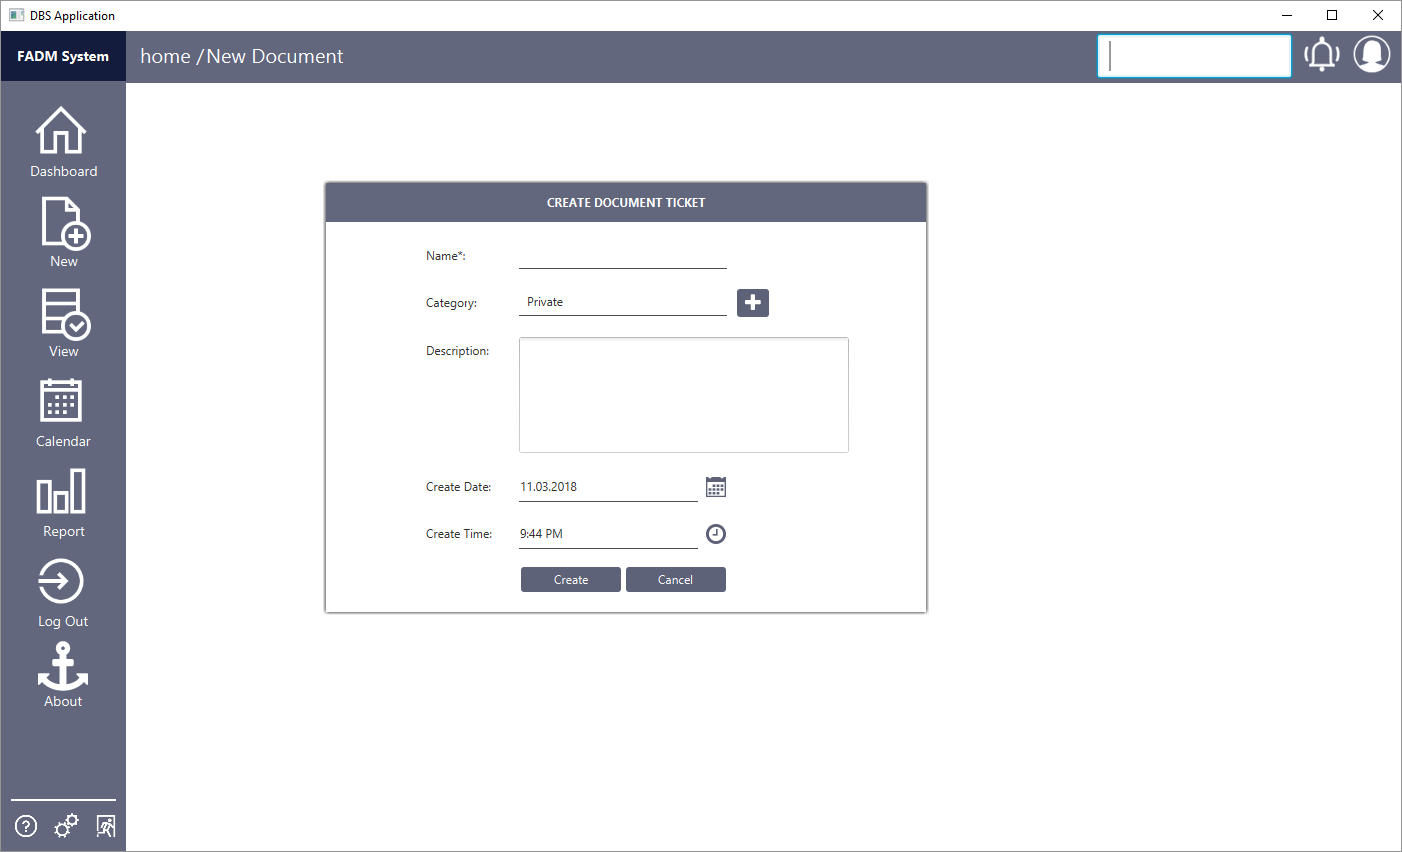 DBS Application
FADM System
home /New Document
Dashboard
New
View
Calendar
Report
Log Out
About
?
CREATE DOCUMENT TICKET
Name*:
Category: Private
Description:
Create Date: 11.03.2018
Create Time: 9:44 PM
Create Cancel